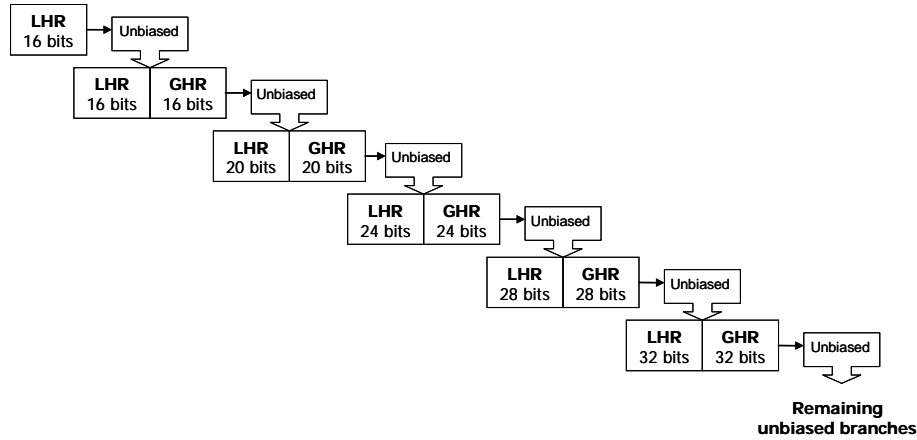 LHR
16 bits
Unbiased
LHR
16 bits
GHR
16 bits
Unbiased
LHR
20 bits
GHR
20 bits
Unbiased
LHR
24 bits
GHR
24 bits
Unbiased
LHR
28 bits
GHR
28 bits
Unbiased
LHR
32 bits
GHR
32 bits
Unbiased
Remaining
unbiased branches